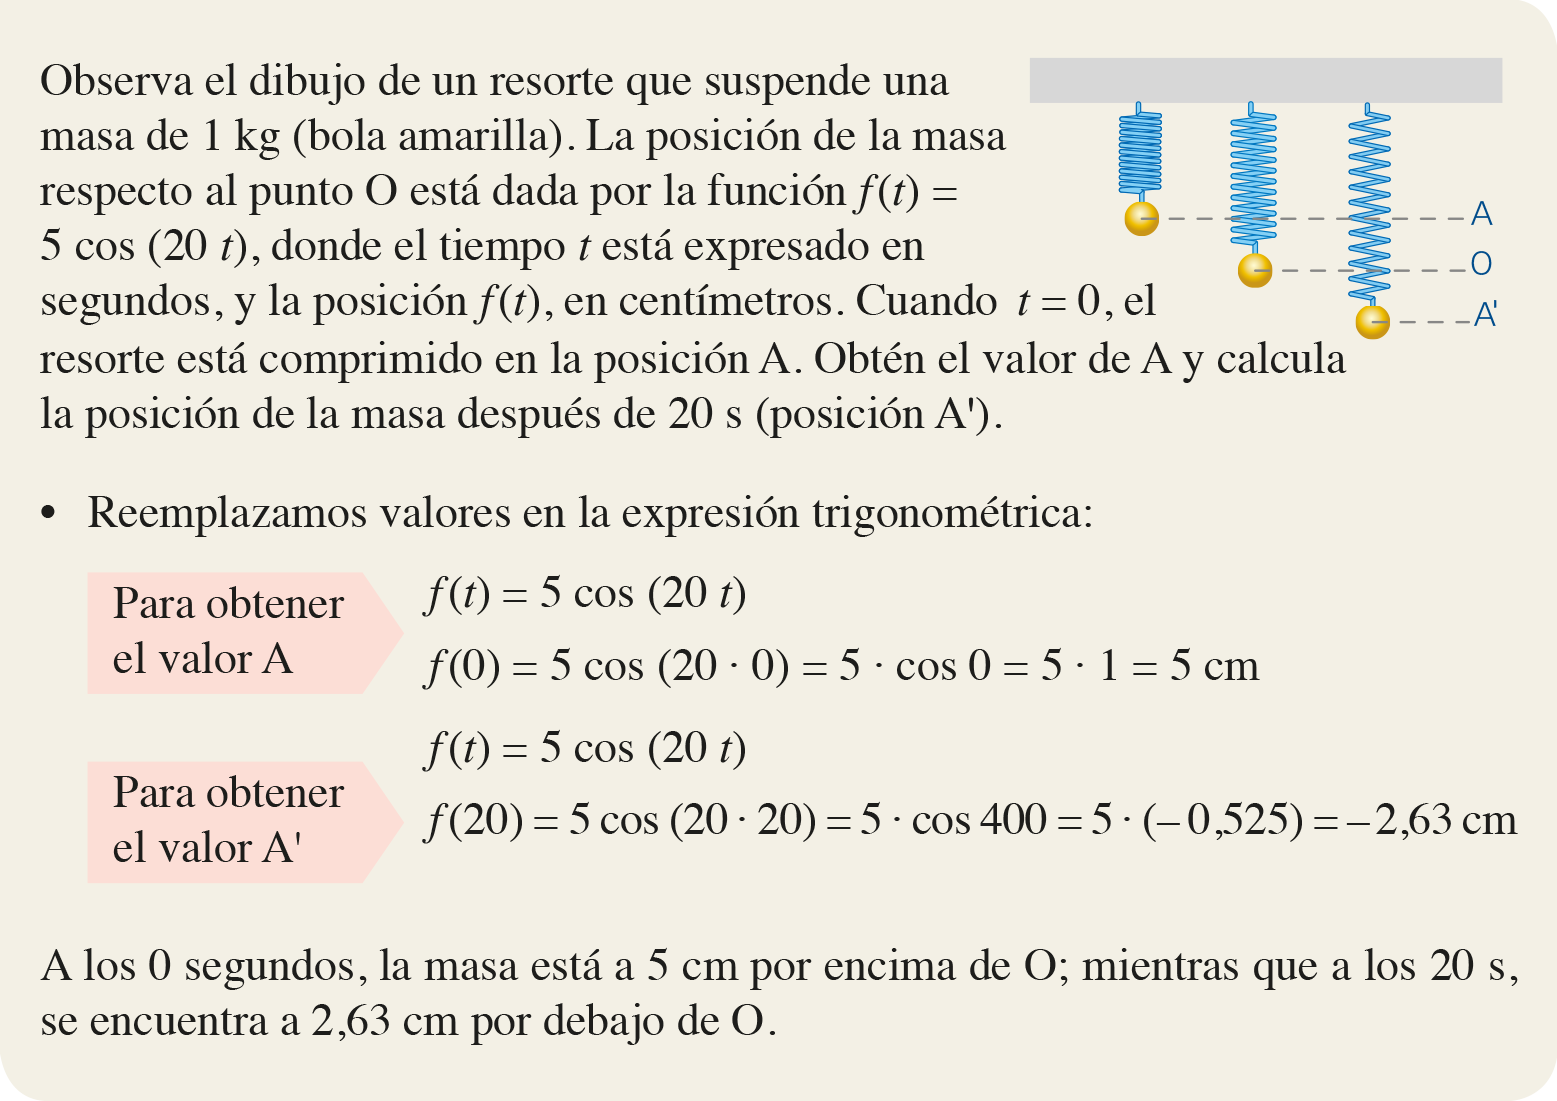 Observa el dibujo de un resorte que suspende una
masa de 1 kg (bola amarilla). La posición de la masa
respecto al punto O está dada por la función f(t) =
5 cos (20 t), donde el tiempo t está expresado en
segundos, y la posición f(t), en centímetros. Cuando t = 0, el
resorte está comprimido en la posición A. Obtén el valor de A y calcula
la posición de la masa después de 20 s (posición A').
A
O
A'
• Reemplazamos valores en la expresión trigonométrica:
Para obtener
el valor A
f(t) = 5 cos (20 t)
f(0) = 5 cos (20 · 0) = 5 · cos 0 = 5 · 1 = 5 cm
Para obtener
el valor A'
f(t) = 5 cos (20 t)
f(20) = 5 cos (20 · 20) = 5 · cos 400 = 5 · (– 0,525) = – 2,63 cm
A los 0 segundos, la masa está a 5 cm por encima de O; mientras que a los 20 s,
se encuentra a 2,63 cm por debajo de O.